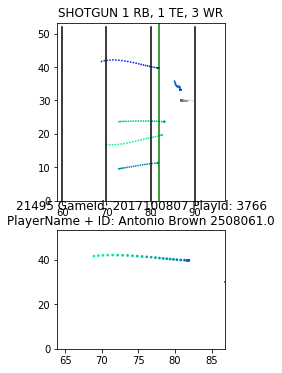 SHOTGUN 1 RB, 1 TE, 3 WR
50
40
30
20
10
0
60 70 80 90
21495 GameId: 2017100807 PlayId: 3766
PlayerName + ID: Antonio Brown 2508061.0
40
20
0
65 70 75 80 85